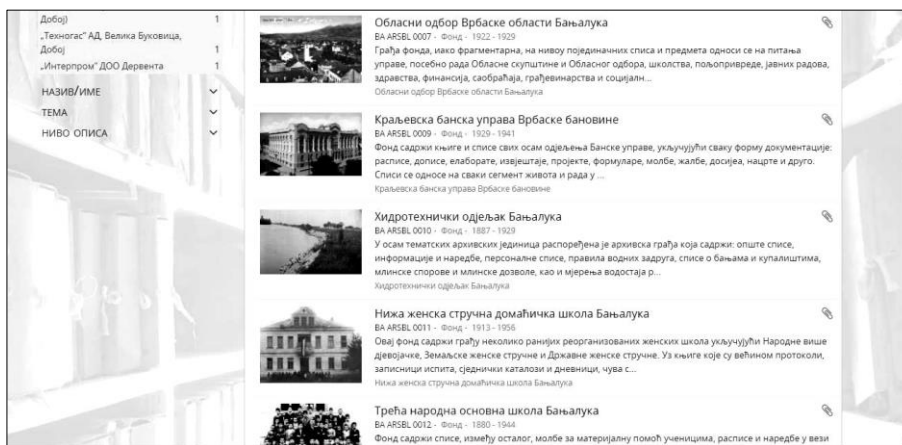 Добој) 1
„Техногас“ АД, Велика Буковица,
Добој 1
„Интерпром“ ДОО Дервента 1
НАЗИВ/ИМЕ
ТЕМА
НИВО ОПИСА
Обласни одбор Врбаске области Бањалука
BA ARSBL 0007 · Фонд · 1922 - 1929
Грађа фонда, иако фрагментарна, на нивоу појединачних списа и предмета односи се на питања
управе, посебно рада Обласне скупштине и Обласног одбора, школства, пољопривреде, јавних радова,
здравства, финансија, саобраћаја, грађевинарства и социјалн...
Обласни одбор Врбаске области Бањалука
Краљевска банска управа Врбаске бановине
BA ARSBL 0009 · Фонд · 1929 - 1941
Фонд садржи књиге и списе свих осам одјељења Банске управе, укључујући сваку форму документације:
расписе, дописе, елаборате, извјештаје, пројекте, формуларе, молбе, жалбе, досијеа, нацрте и друго.
Списи се односе на сваки сегмент живота и рада у ...
Краљевска банска управа Врбаске бановине
Хидротехнички одјељак Бањалука
BA ARSBL 0010 · Фонд · 1887 - 1929
У осам тематских архивских јединица распоређена је архивска грађа која садржи: опште списе,
информације и наредбе, персоналне списе, правила водних задруга, списе о бањама и купалиштима,
млинске спорове и млинске дозволе, као и мјерења водостаја р...
Хидротехнички одјељак Бањалука
Нижа женска стручна домаћичка школа Бањалука
BA ARSBL 0011 · Фонд · 1913 - 1956
Овај фонд садржи грађу неколико ранијих реорганизованих женских школа укључујући Народне више
дјевојачке, Земаљске женске стручне и Државне женске стручне. Уз књиге које су већином протоколи,
записници испита, сједнички каталози и дневници, чува с...
Нижа женска стручна домаћичка школа Бањалука
Трећа народна основна школа Бањалука
BA ARSBL 0012 · Фонд · 1880 - 1944
Фонд садржи списе, између осталог, молбе за материјалну помоћ ученицима, расписе и наредбе у вези